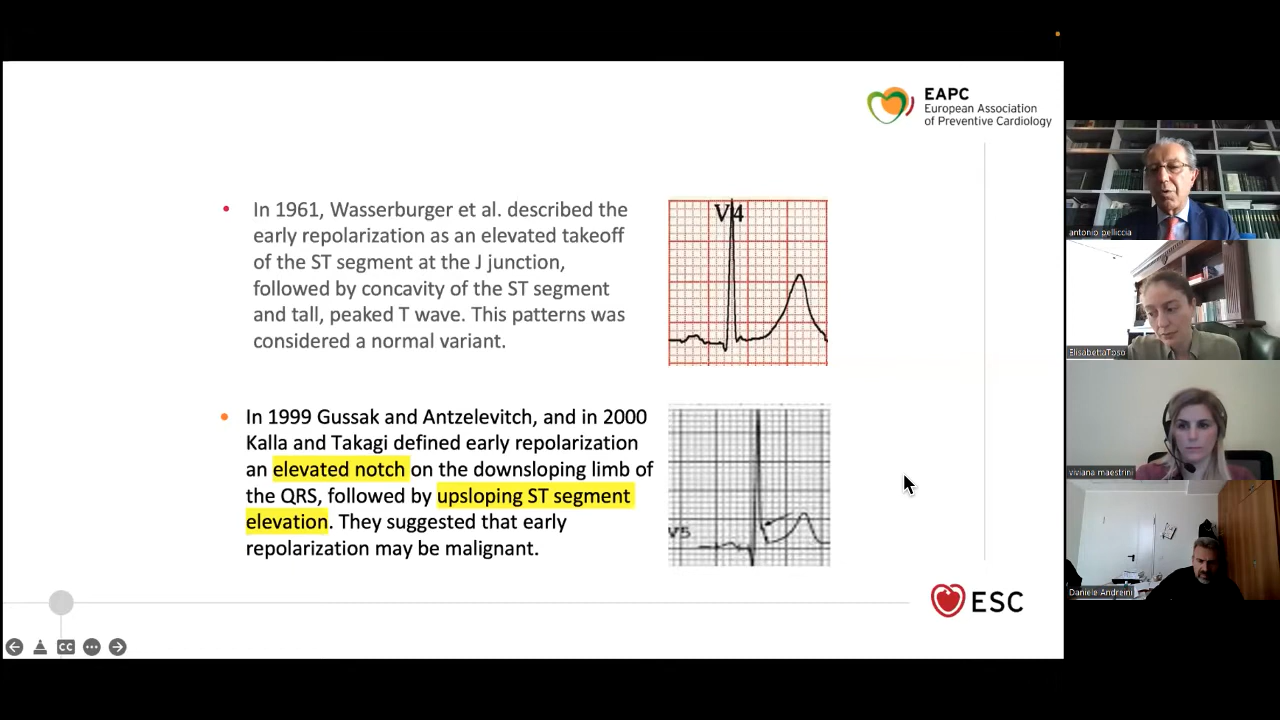 EAPC
European Association
of Preventive Cardiology
In 1961, Wasserburger et al. described the
early repolarization as an elevated takeoff
of the ST segment at the J junction,
followed by concavity of the ST segment
and tall, peaked T wave. This patterns was
considered a normal variant.
V4
In 1999 Gussak and Antzelevitch, and in 2000
Kalla and Takagi defined early repolarization
an elevated notch on the downsloping limb of
the QRS, followed by upsloping ST segment
elevation. They suggested that early
repolarization may be malignant.
V5
ESC
CC
antonio pelliccia
ElisabettaToso
viviana maestrini
Daniele Andreini